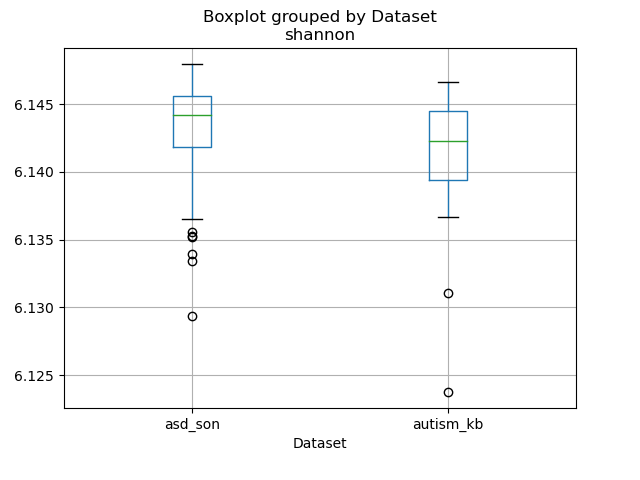 Boxplot grouped by Dataset
shannon
6.145
6.140
6.135
6.130
6.125
asd_son
autism_kb
Dataset